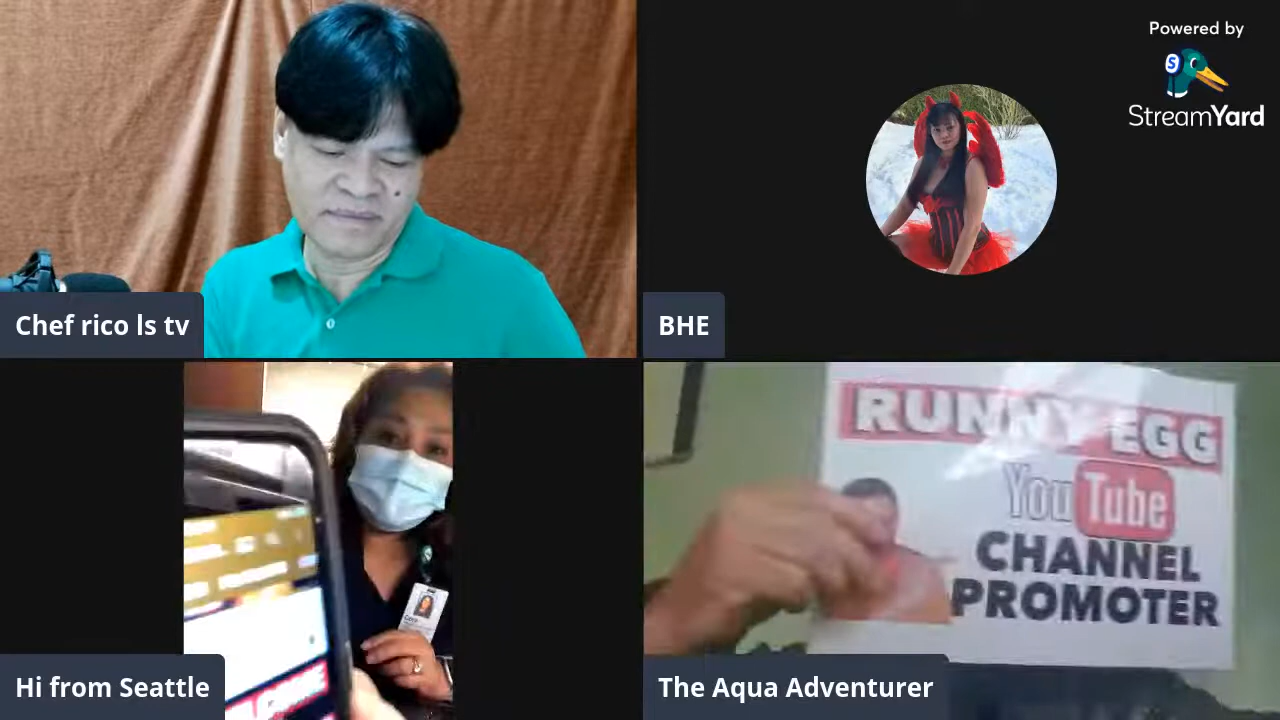 Powered by
StreamYard
Chef rico ls tv
BHE
RUNNY EGG
YouTube
CHANNEL
PROMOTER
Hi from Seattle
The Aqua Adventurer